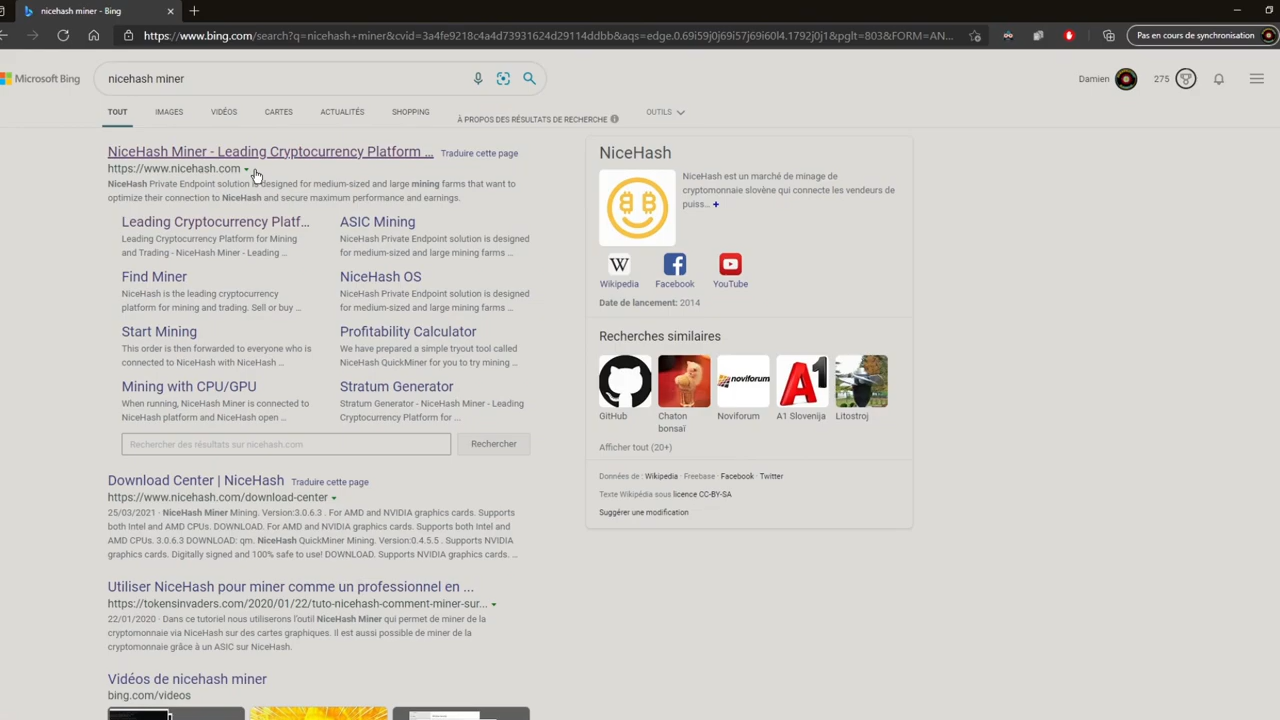 nicehash miner - Bing
https://www.bing.com/search?q=nicehash+miner&cvid=3a4fe9218c4c4a73931624d29114dbb2&aqs=edge.0.69i59j0l57j69i60l4.1792j0j1&pglt=803&FORM=AN...
En cours de synchronisation
Microsoft Bing
nicehash miner
Damien
275
TOUT
IMAGES
VIDÉOS
CARTES
ACTUALITÉS
SHOPPING
À PROPOS DES RÉSULTATS DE RECHERCHE
OUTILS
NiceHash Miner - Leading Cryptocurrency Platform ... Traduire cette page
https://www.nicehash.com
NiceHash Private Endpoint solution is designed for medium-sized and large mining farms that want to
optimize their connection to NiceHash and secure maximum performance and earnings.
Leading Cryptocurrency Platf...
Leading Cryptocurrency Platform for Mining
and Trading - NiceHash Miner - Leading ...
ASIC Mining
NiceHash Private Endpoint solution is designed
for medium-sized and large mining farms ...
Find Miner
NiceHash is the leading cryptocurrency
platform for mining and trading. Sell or buy ...
NiceHash OS
NiceHash Private Endpoint solution is designed
for medium-sized and large mining farms ...
Start Mining
This order is then forwarded to everyone who is
connected to NiceHash with NiceHash ...
Profitability Calculator
We have prepared a simple tryout tool called
NiceHash QuickMiner for you to try mining ...
Mining with CPU/GPU
When running, NiceHash Miner is connected to
NiceHash platform and NiceHash open ...
Stratum Generator
Stratum Generator - NiceHash Miner - Leading
Cryptocurrency Platform for ...
Rechercher des résultats sur nicehash.com
Rechercher
Download Center | NiceHash Traduire cette page
https://www.nicehash.com/download-center
25/03/2021 · NiceHash Miner Mining. Version:3.0.6.3 . For AMD and NVIDIA graphics cards. Supports
both Intel and AMD CPUs. DOWNLOAD. For AMD and NVIDIA graphics cards. Supports both Intel and
AMD CPUs. 3.0.6.3 DOWNLOAD: qm. NiceHash QuickMiner Mining. Version:0.4.5.5 . Supports NVIDIA
graphics cards. Digitally signed and 100% safe to use! DOWNLOAD. Supports NVIDIA graphics cards. ...
Utiliser NiceHash pour miner comme un professionnel en ...
https://tokensinvaders.com/2020/01/22/tuto-nicehash-comment-miner-sur...
22/01/2020 · Dans ce tutoriel nous utiliserons l'outil NiceHash Miner qui permet de miner de la
cryptomonnaie via NiceHash sur des cartes graphiques. Il est aussi possible de miner de la
cryptomonnaie grâce à un ASIC sur NiceHash.
Vidéos de nicehash miner
bing.com/videos
NiceHash
NiceHash est un marché de minage de
cryptomonnaie slovène qui connecte les vendeurs de
puiss... +
W
Wikipedia
Facebook
YouTube
Date de lancement: 2014
Recherches similaires
noviforum
A1
GitHub
Chaton
bonsaï
Noviforum
A1 Slovenija
Litostroj
Afficher tout (20+)
Données de : Wikipedia · Freebase · Facebook · Twitter
Texte Wikipédia sous licence CC-BY-SA
Suggérer une modification